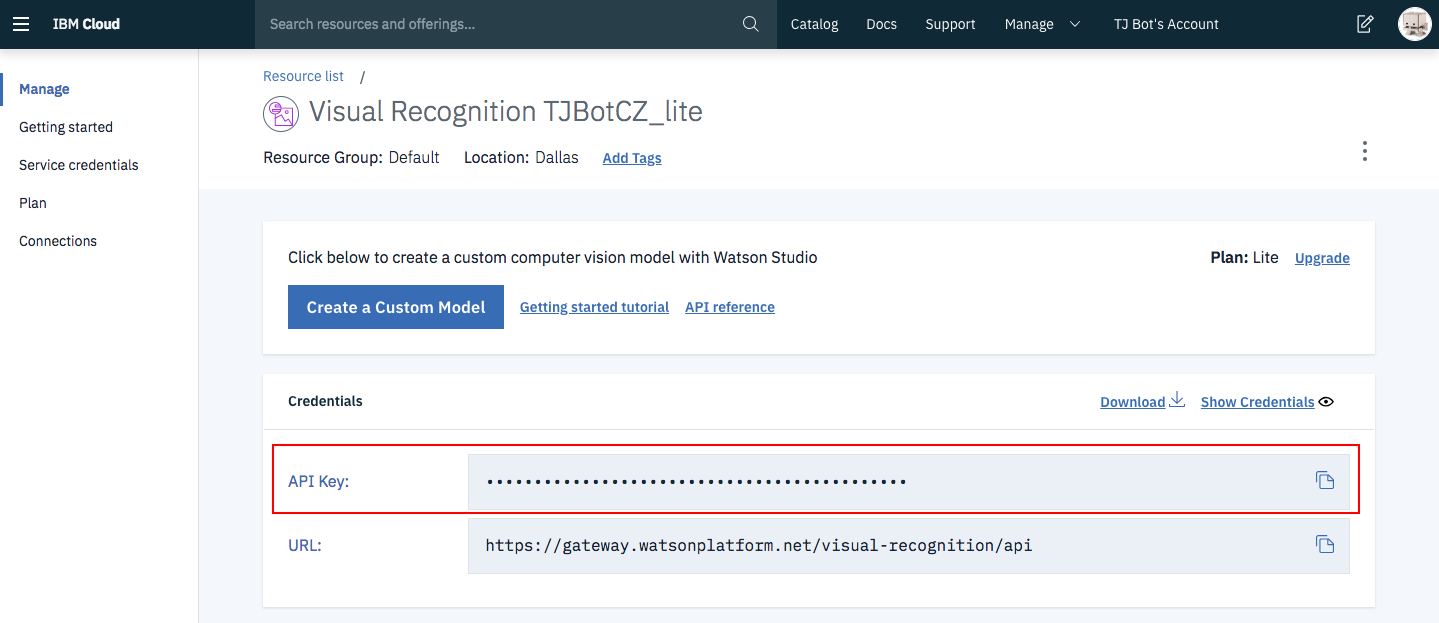 IBM Cloud
Search resources and offerings...
Catalog Docs Support Manage TJ Bot's Account
Manage
Getting started
Service credentials
Plan
Connections
Resource list /
Visual Recognition TJBotCZ_lite
Resource Group: Default Location: Dallas Add Tags
Click below to create a custom computer vision model with Watson Studio
Plan: Lite Upgrade
Create a Custom Model Getting started tutorial API reference
Credentials
Download Show Credentials
API Key: ••••••••••••••••••••••••••••••••••••••••••••
URL: https://gateway.watsonplatform.net/visual-recognition/api